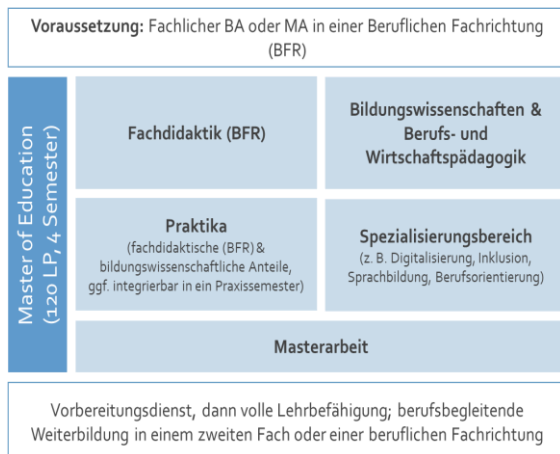 Voraussetzung: Fachlicher BA oder MA in einer Beruflichen Fachrichtung
(BFR)
Master of Education
(120 LP, 4 Semester)
Fachdidaktik (BFR)
Bildungswissenschaften &
Berufs- und
Wirtschaftspädagogik
Praktika
(fachdidaktische (BFR) &
bildungswissenschaftliche Anteile,
ggf. integrierbar in ein Praxissemester)
Spezialisierungsbereich
(z. B. Digitalisierung, Inklusion,
Sprachbildung, Berufsorientierung)
Masterarbeit
Vorbereitungsdienst, dann volle Lehrbefähigung; berufsbegleitende
Weiterbildung in einem zweiten Fach oder einer beruflichen Fachrichtung